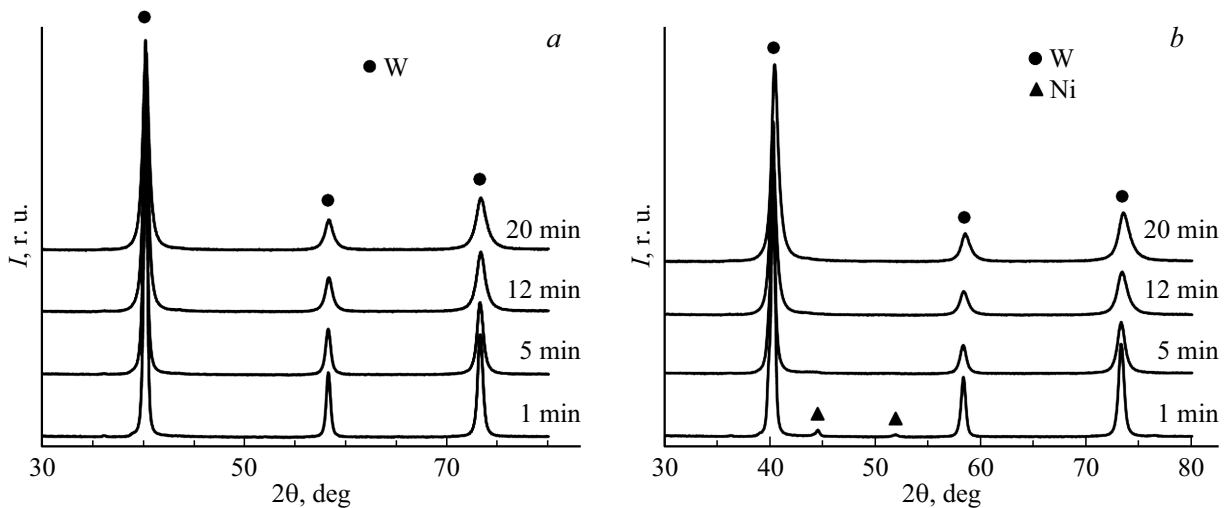 a
● W
I, r. u.
20 min
12 min
5 min
1 min
30
50
70
2θ, deg
b
● W
▲ Ni
I, r. u.
20 min
12 min
5 min
1 min
30
40
50
60
70
80
2θ, deg